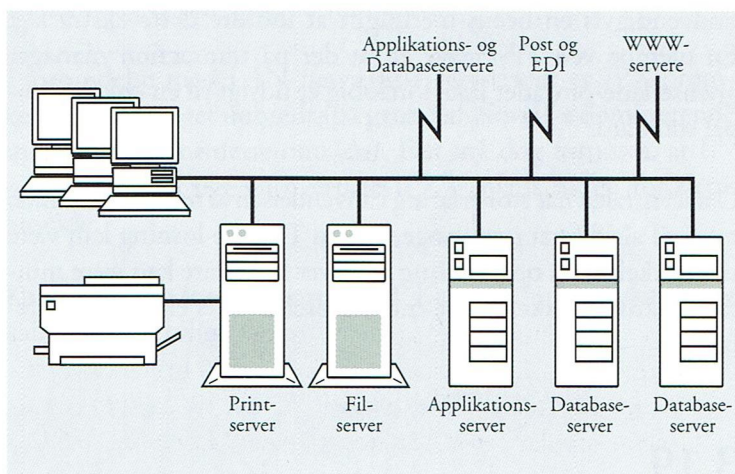 Applikations- og
Databaseservere
Post og
EDI
WWW-
servere
Print-
server
Fil-
server
Applikations-
server
Database-
server
Database-
server